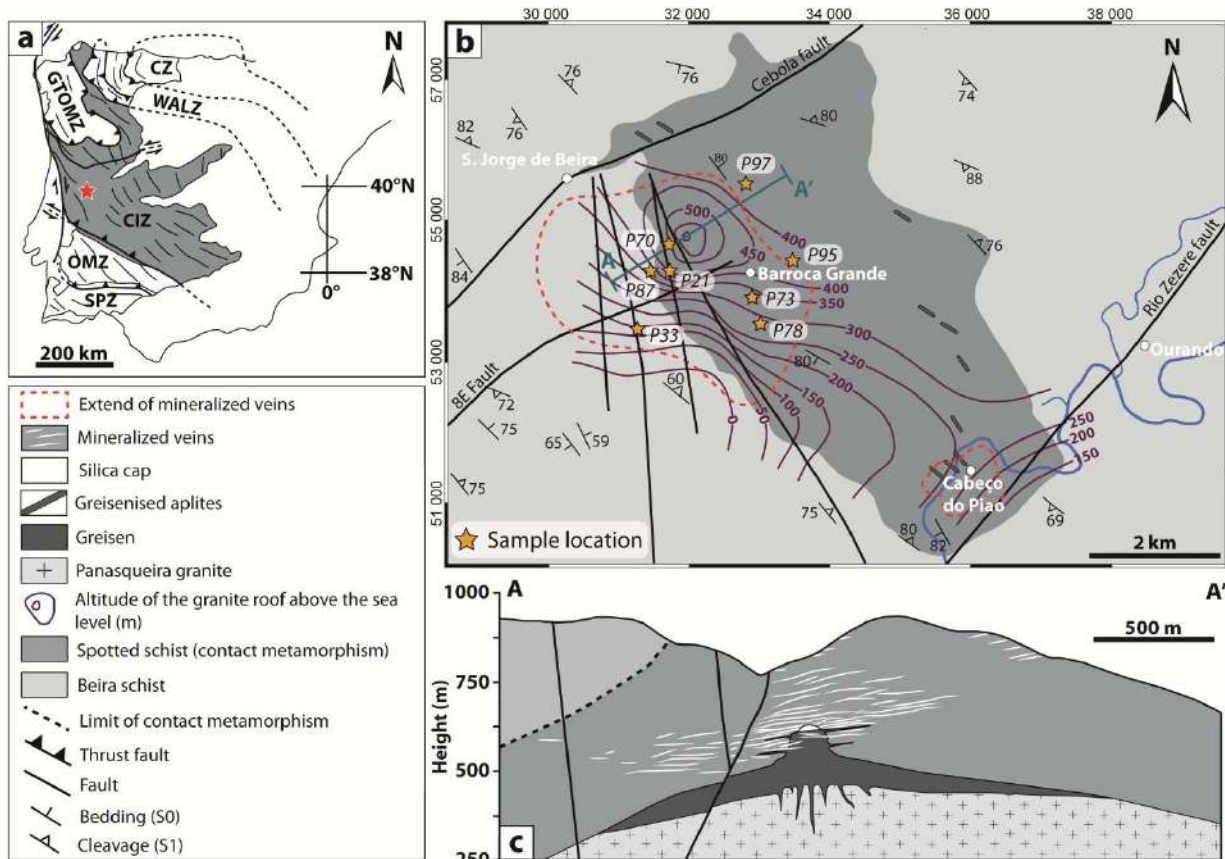 a
N
CZ
GTOMZ
WALZ
CIZ
OMZ
SPZ
40°N
38°N
0°
200 km
Extend of mineralized veins
Mineralized veins
Silica cap
Greisenised aplites
Greisen
Panasqueira granite
Altitude of the granite roof above the sea
level (m)
Spotted schist (contact metamorphism)
Beira schist
Limit of contact metamorphism
Thrust fault
Fault
Bedding (S0)
Cleavage (S1)
30 000
32 000
34 000
36 000
38 000
b
57 000
55 000
53 000
51 000
N
Cebola fault
76
76
82
76
80
74
S. Jorge de Beira
80
P97
88
A'
500
400
450
76
P70
P95
A
84
Barroca Grande
P87
P21
400
P73
350
Rio Zezere fault
P33
P78
300
Ourando
8E Fault
80
250
60
200
72
150
75
100
65
59
50
0
250
200
150
Cabeço
do Piao
75
75
80
82
69
Sample location
2 km
A
A'
1000
750
500
250
Height (m)
500 m
c